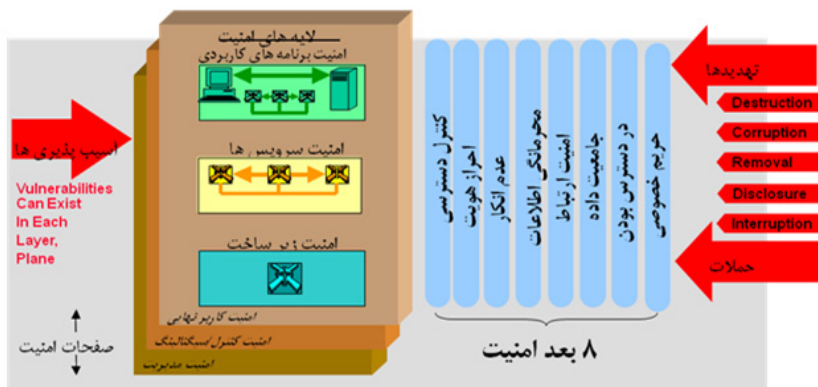 لایه های امنیت
امنیت برنامه های کاربردی
امنیت سرویس ها
امنیت زیر ساخت
امنیت کاربر نهایی
امنیت کنترل/سیگنالینگ
امنیت مدیریت
آسیب پذیری ها
Vulnerabilities
Can Exist
In Each
Layer,
Plane
صفحات امنیت
کنترل دسترسی
احراز هویت
عدم انکار
محرمانگی اطلاعات
امنیت ارتباط
جامعیت داده
در دسترس بودن
حریم خصوصی
۸ بعد امنیت
تهدیدها
Destruction
Corruption
Removal
Disclosure
Interruption
حملات